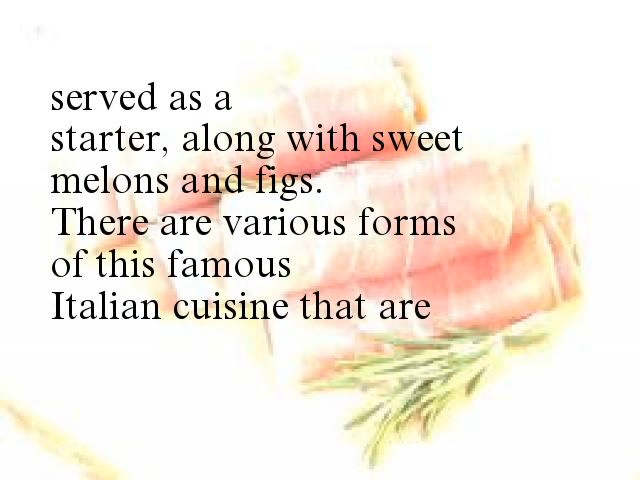 served as a
starter, along with sweet
melons and figs.
There are various forms
of this famous
Italian cuisine that are